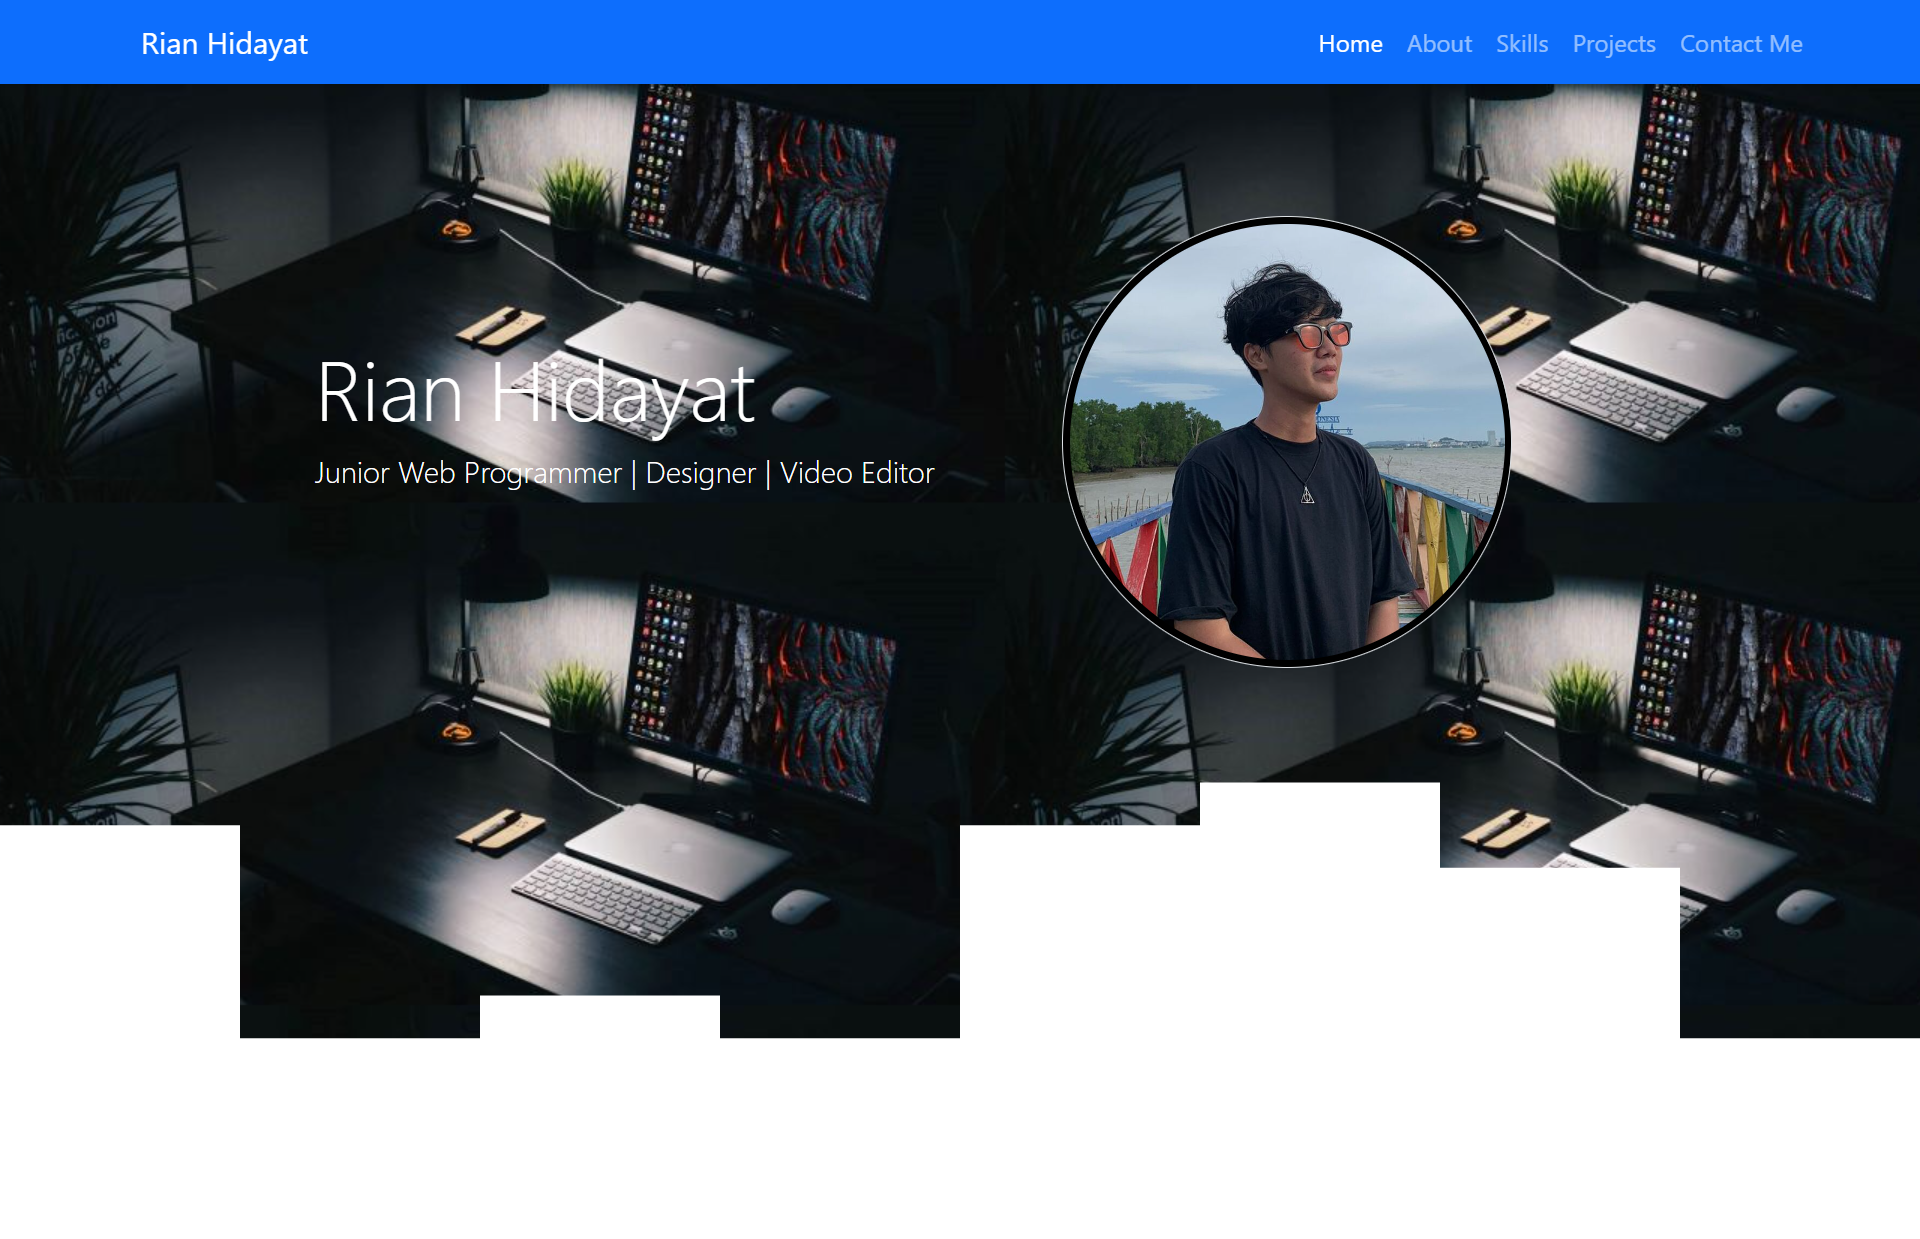 Rian Hidayat
Home About Skills Projects Contact Me
Rian Hidayat
Junior Web Programmer | Designer | Video Editor